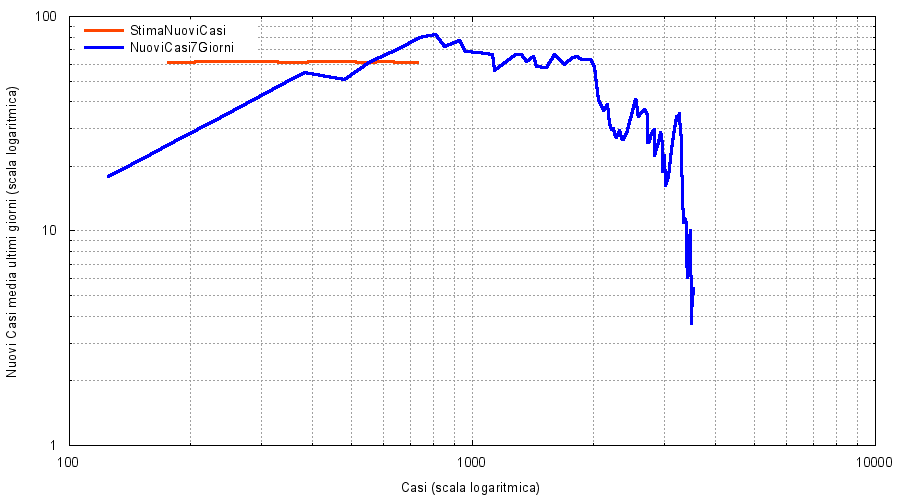 100
StimaNuoviCasi
NuoviCasi7Giorni
10
1
Nuovi Casi media ultimi giorni (scala logaritmica)
100
1000
10000
Casi (scala logaritmica)